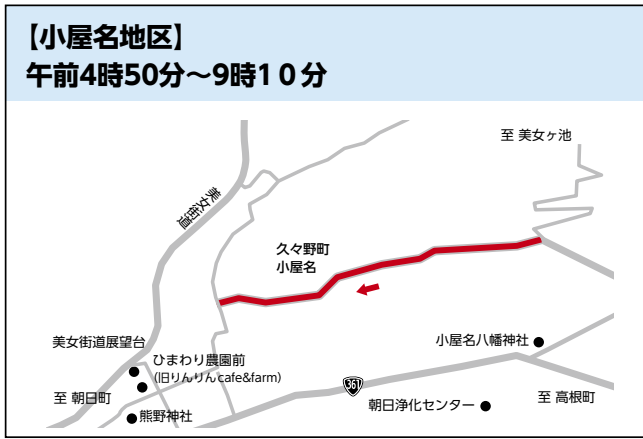 【小屋名地区】
午前4時50分～9時10分
至 美女ヶ池
美女街道
久々野町
小屋名
美女街道展望台
ひまわり農園前
(旧りんりんcafe&farm)
小屋名八幡神社
至 朝日町
361
至 高根町
熊野神社
朝日浄化センター